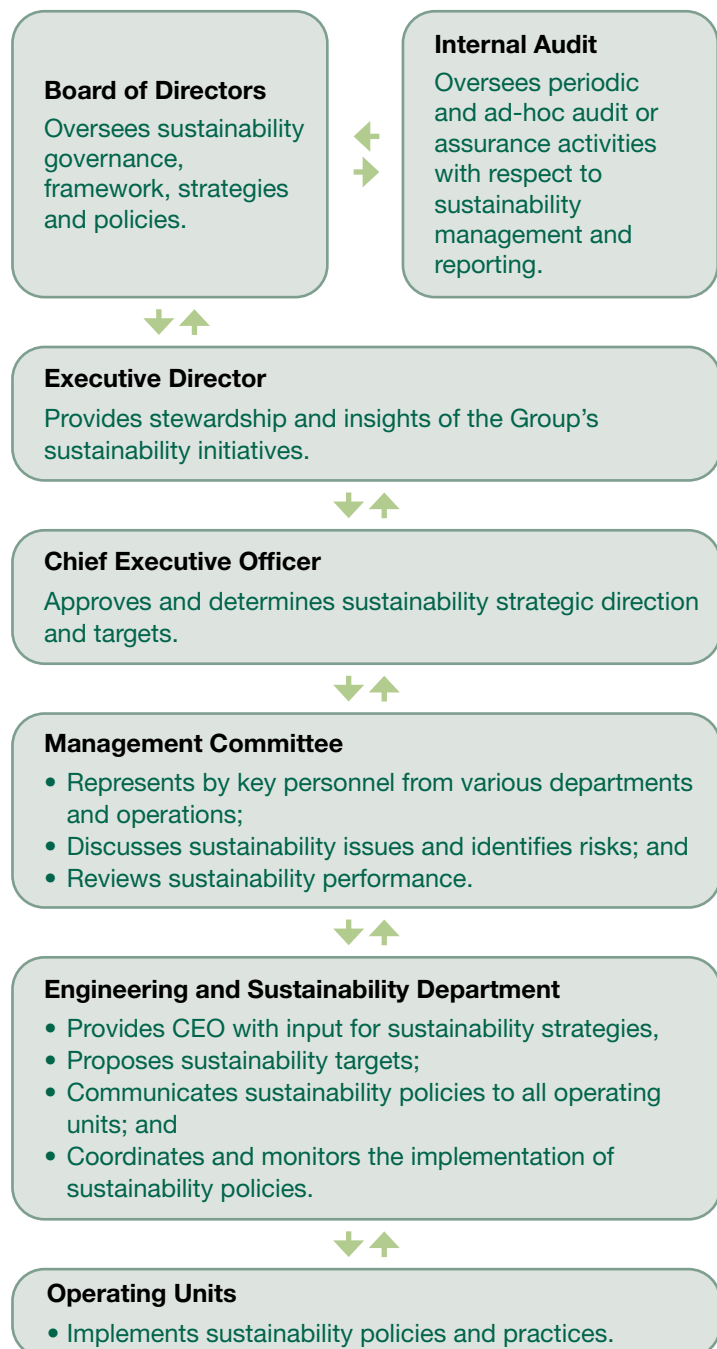 Board of Directors
Oversees sustainability
governance,
framework, strategies
and policies.
Internal Audit
Oversees periodic
and ad-hoc audit or
assurance activities
with respect to
sustainability
management and
reporting.
Executive Director
Provides stewardship and insights of the Group’s
sustainability initiatives.
Chief Executive Officer
Approves and determines sustainability strategic direction
and targets.
Management Committee
• Represents by key personnel from various departments
and operations;
• Discusses sustainability issues and identifies risks; and
• Reviews sustainability performance.
Engineering and Sustainability Department
• Provides CEO with input for sustainability strategies,
• Proposes sustainability targets;
• Communicates sustainability policies to all operating
units; and
• Coordinates and monitors the implementation of
sustainability policies.
Operating Units
• Implements sustainability policies and practices.